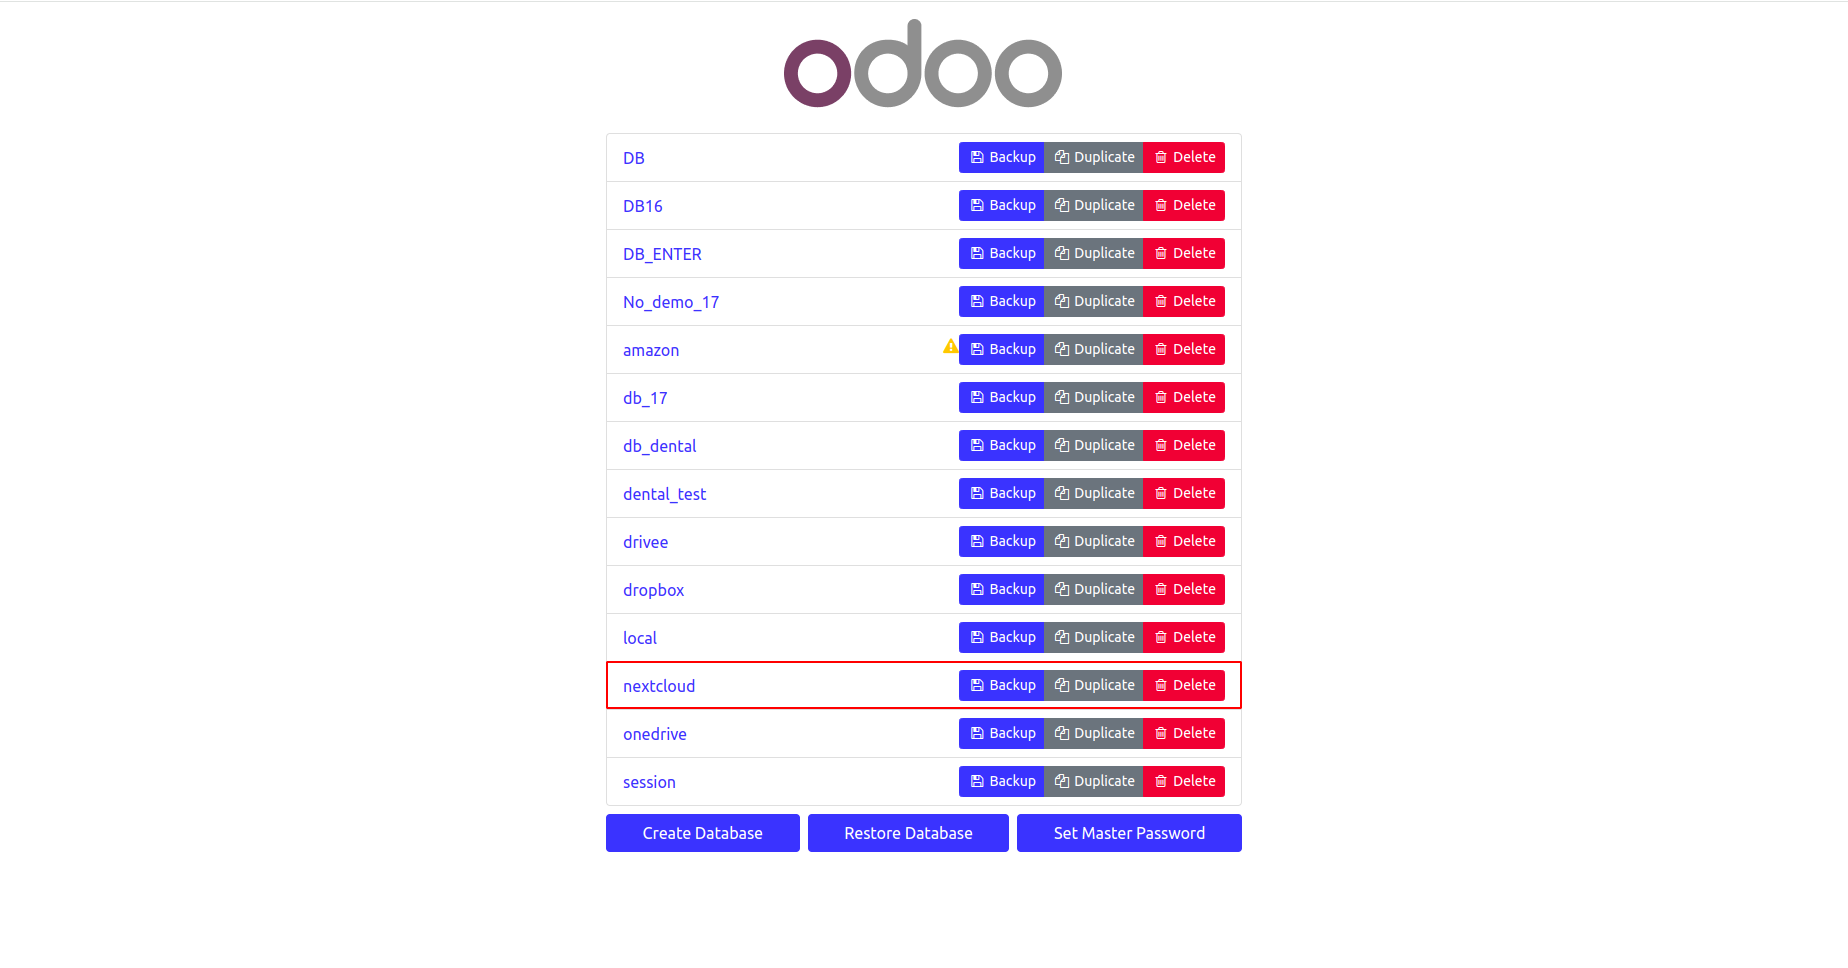 odoo
DB Backup Duplicate Delete
DB16 Backup Duplicate Delete
DB_ENTER Backup Duplicate Delete
No_demo_17 Backup Duplicate Delete
amazon Backup Duplicate Delete
db_17 Backup Duplicate Delete
db_dental Backup Duplicate Delete
dental_test Backup Duplicate Delete
drivee Backup Duplicate Delete
dropbox Backup Duplicate Delete
local Backup Duplicate Delete
nextcloud Backup Duplicate Delete
onedrive Backup Duplicate Delete
session Backup Duplicate Delete
Create Database Restore Database Set Master Password